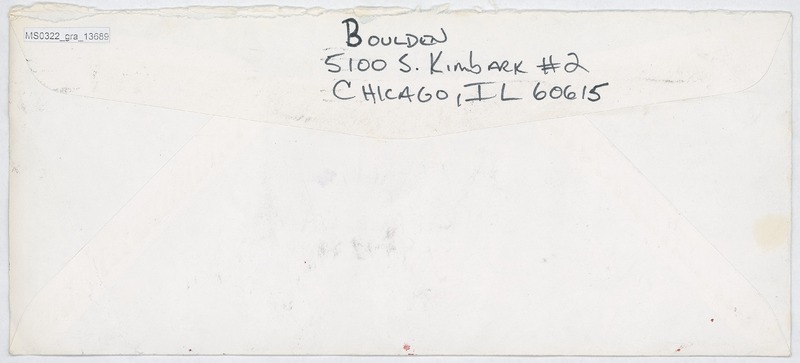 MS0322_gra_13689
BOULDEN
5100 S. KIMBARK #2
CHICAGO, IL 60615